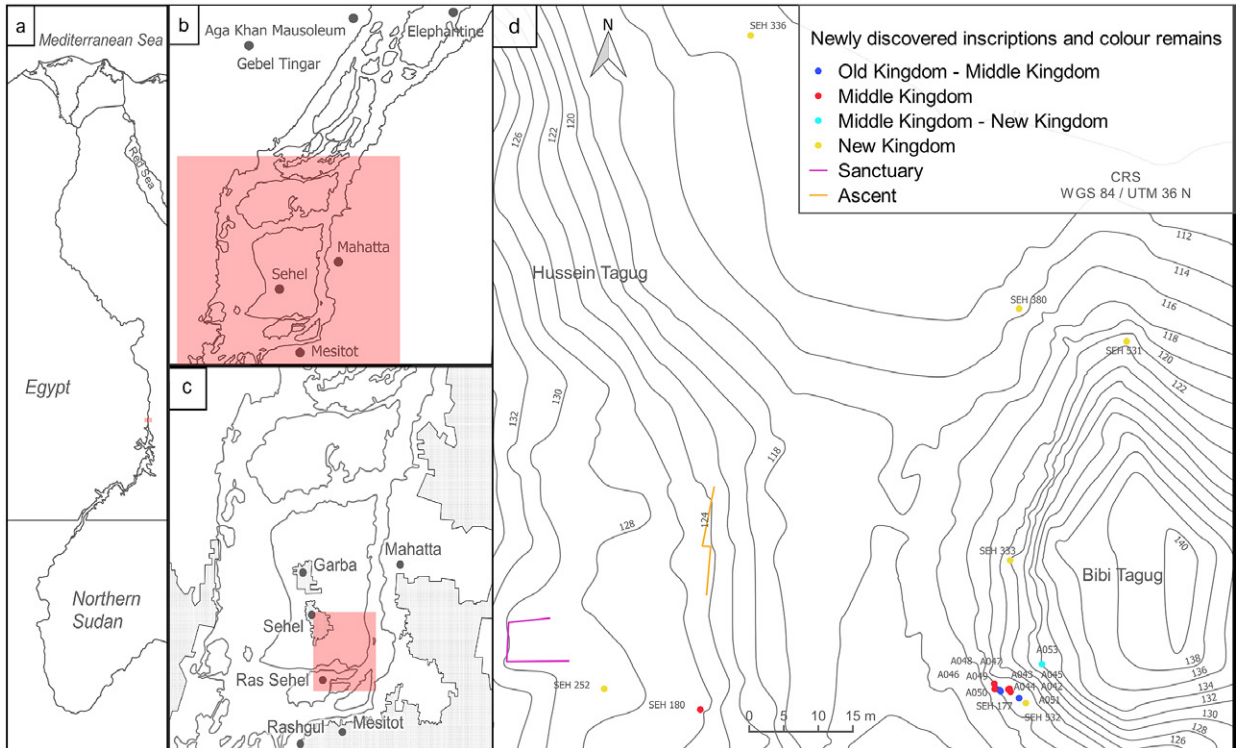 a
Mediterranean Sea
Red Sea
Egypt
Northern
Sudan
b
Aga Khan Mausoleum
Elephantine
Gebel Tingar
Mahatta
Sehel
Mesitot
c
Garba
Mahatta
Sehel
Ras Sehel
Rashgul
Mesitot
d
N
SEH 336
Newly discovered inscriptions and colour remains
Old Kingdom - Middle Kingdom
Middle Kingdom
Middle Kingdom - New Kingdom
New Kingdom
Sanctuary
Ascent
CRS
WGS 84 / UTM 36 N
126
122
120
112
114
116
118
120
122
Hussein Tagug
SEH 380
SEH 531
132
130
118
128
124
SEH 333
140
Bibi Tagug
A053
A048
A047
A043
A045
A046
A049
A044
A042
A050
A051
SEH 177
SEH 532
SEH 252
SEH 180
0
5
10
15 m
138
136
134
132
130
128
126